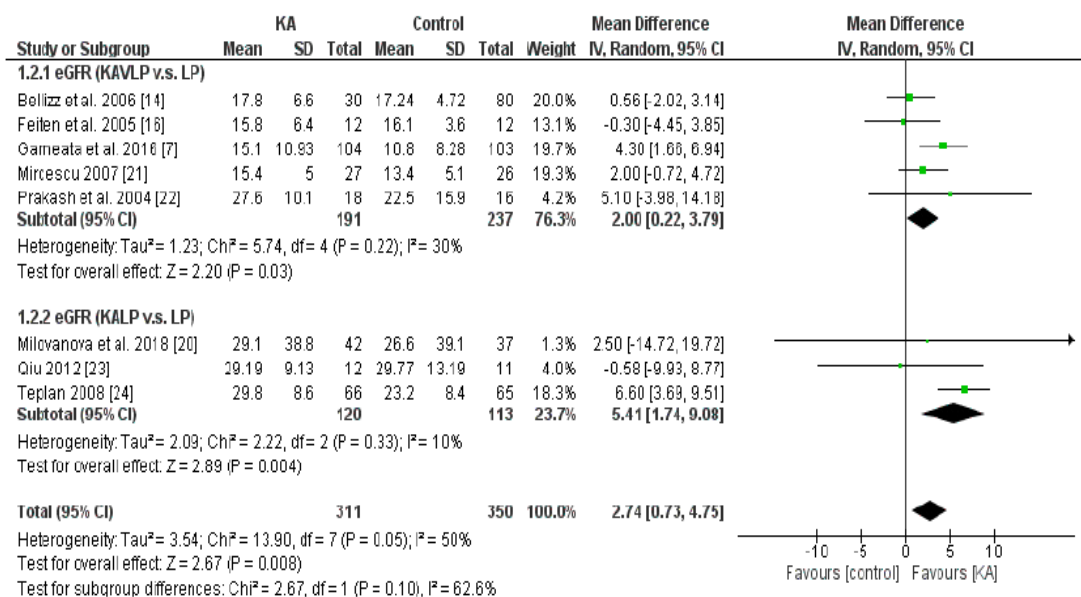 KA Control Mean Difference Mean Difference
Study or Subgroup Mean SD Total Mean SD Total Weight IV, Random, 95% CI IV, Random, 95% CI
1.2.1 eGFR (KAVLP v.s. LP)
Bellizz et al. 2006 [14] 17.8 6.6 30 17.24 4.72 80 20.0% 0.56 [-2.02, 3.14]
Feiten et al. 2005 [16] 15.8 6.4 12 16.1 3.6 12 13.1% -0.30 [-4.45, 3.85]
Garneata et al. 2016 [7] 15.1 10.93 104 10.8 8.28 103 19.7% 4.30 [1.66, 6.94]
Mircescu 2007 [21] 15.4 5 27 13.4 5.1 26 19.3% 2.00 [-0.72, 4.72]
Prakash et al. 2004 [22] 27.6 10.1 18 22.5 15.9 16 4.2% 5.10 [-3.98, 14.18]
Subtotal (95% CI) 191 237 76.3% 2.00 [0.22, 3.79]
Heterogeneity: Tau² = 1.23; Chi² = 5.74, df = 4 (P = 0.22); I² = 30%
Test for overall effect: Z = 2.20 (P = 0.03)
1.2.2 eGFR (KALP v.s. LP)
Milovanova et al. 2018 [20] 29.1 38.8 42 26.6 39.1 37 1.3% 2.50 [-14.72, 19.72]
Qiu 2012 [23] 29.19 9.13 12 29.77 13.19 11 4.0% -0.58 [-9.93, 8.77]
Teplan 2008 [24] 29.8 8.6 66 23.2 8.4 65 18.3% 6.60 [3.69, 9.51]
Subtotal (95% CI) 120 113 23.7% 5.41 [1.74, 9.08]
Heterogeneity: Tau² = 2.09; Chi² = 2.22, df = 2 (P = 0.33); I² = 10%
Test for overall effect: Z = 2.89 (P = 0.004)
Total (95% CI) 311 350 100.0% 2.74 [0.73, 4.75]
Heterogeneity: Tau² = 3.54; Chi² = 13.90, df = 7 (P = 0.05); I² = 50%
Test for overall effect: Z = 2.67 (P = 0.008)
Test for subgroup differences: Chi² = 2.67, df = 1 (P = 0.10), I² = 62.6%
-10 -5 0 5 10
Favours [control] Favours [KA]